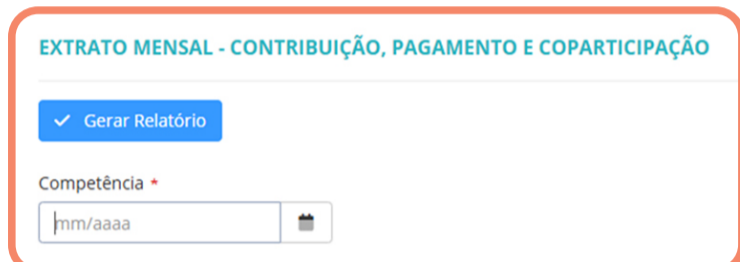 EXTRATO MENSAL - CONTRIBUIÇÃO, PAGAMENTO E COPARTICIPAÇÃO
Gerar Relatório
Competência *
mm/aaaa